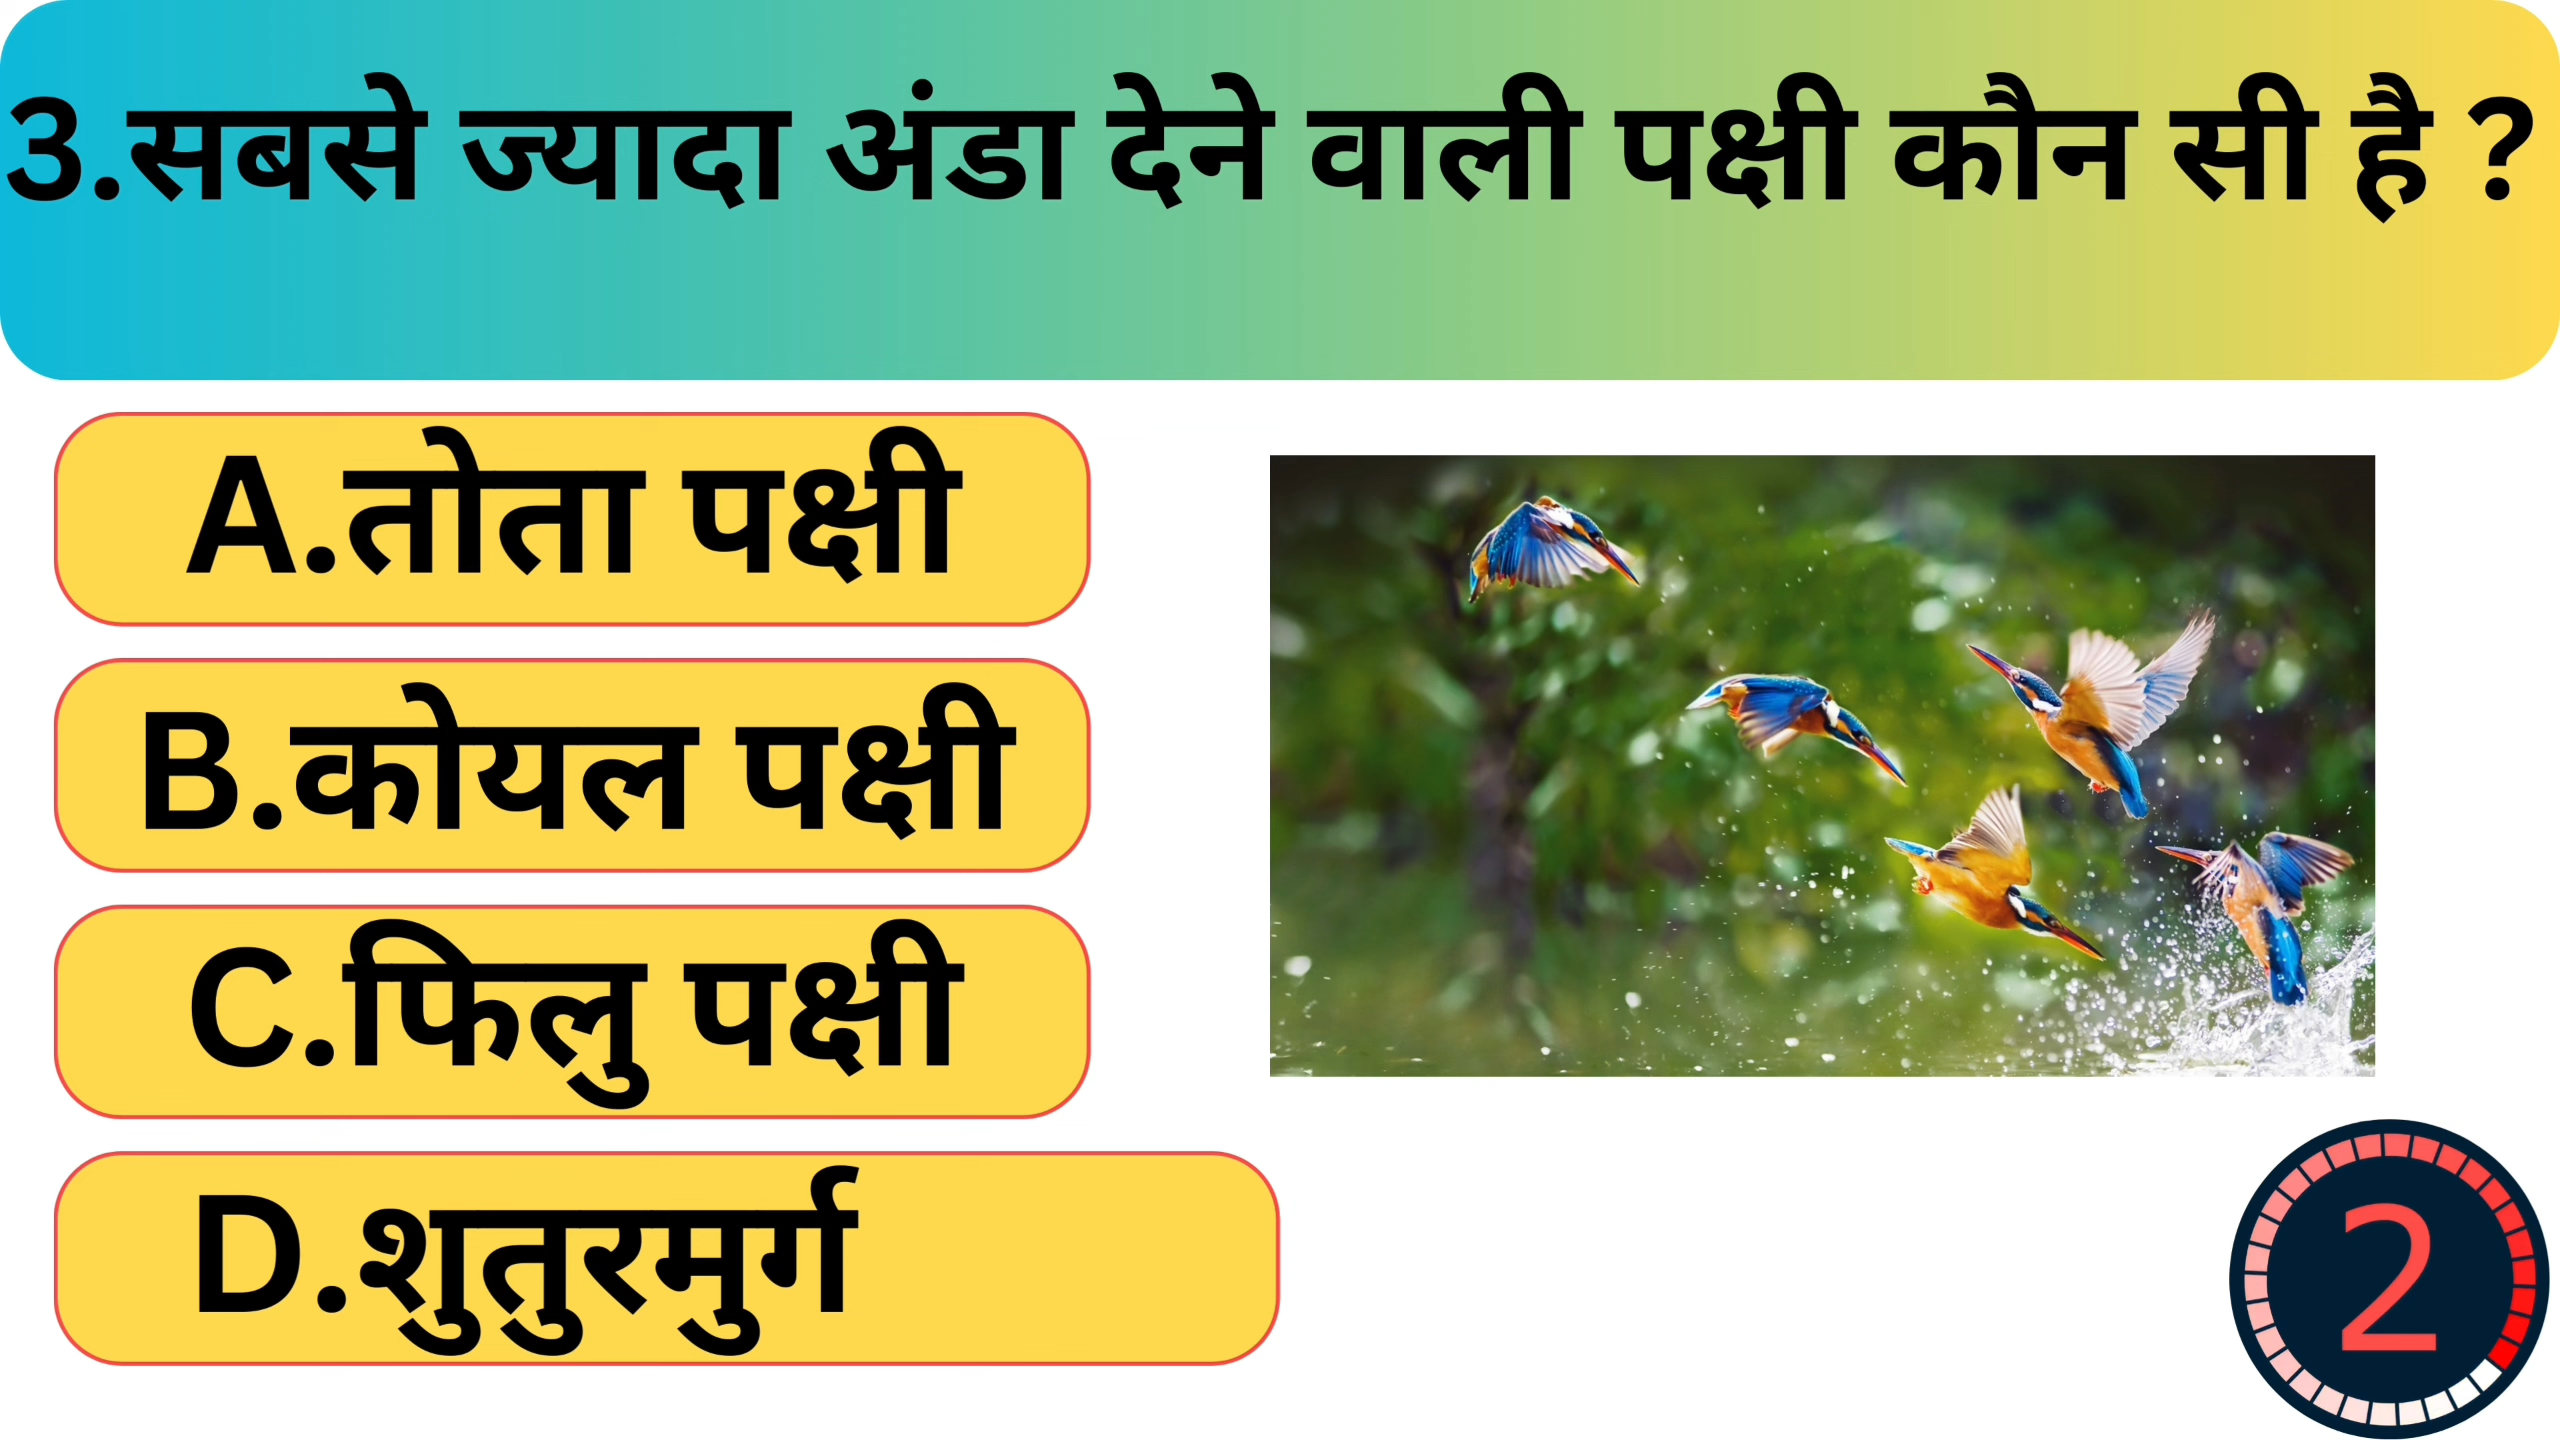 3.सबसे ज्यादा अंडा देने वाली पक्षी कौन सी है ?
A.तोता पक्षी
B.कोयल पक्षी
C.फिलु पक्षी
D.शुतुरमुर्ग
2